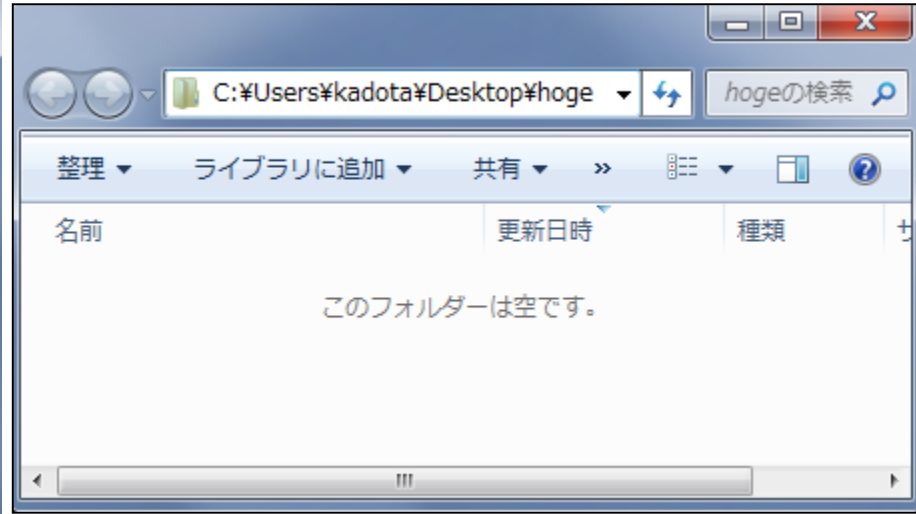 C:¥Users¥kadota¥Desktop¥hoge
hogeの検索
整理 ライブラリに追加 共有 »
名前 更新日時 種類 サ
このフォルダーは空です。